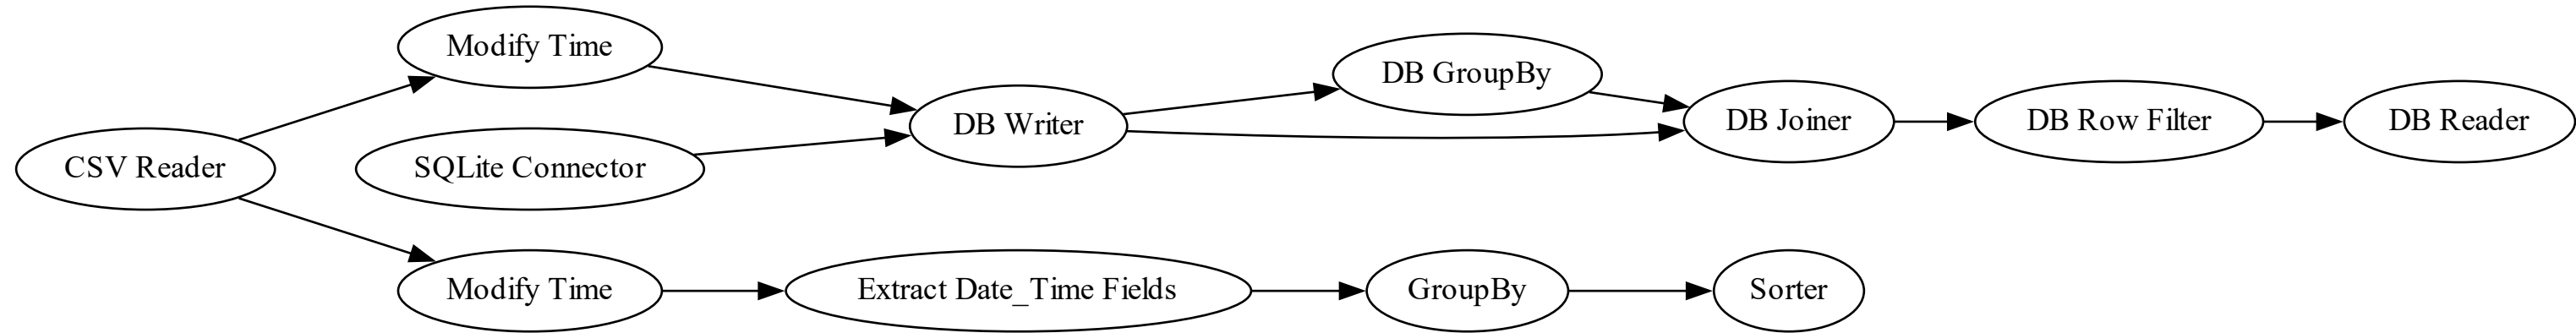 CSV Reader
Modify Time
SQLite Connector
Modify Time
DB Writer
Extract Date_Time Fields
DB GroupBy
GroupBy
DB Joiner
Sorter
DB Row Filter
DB Reader